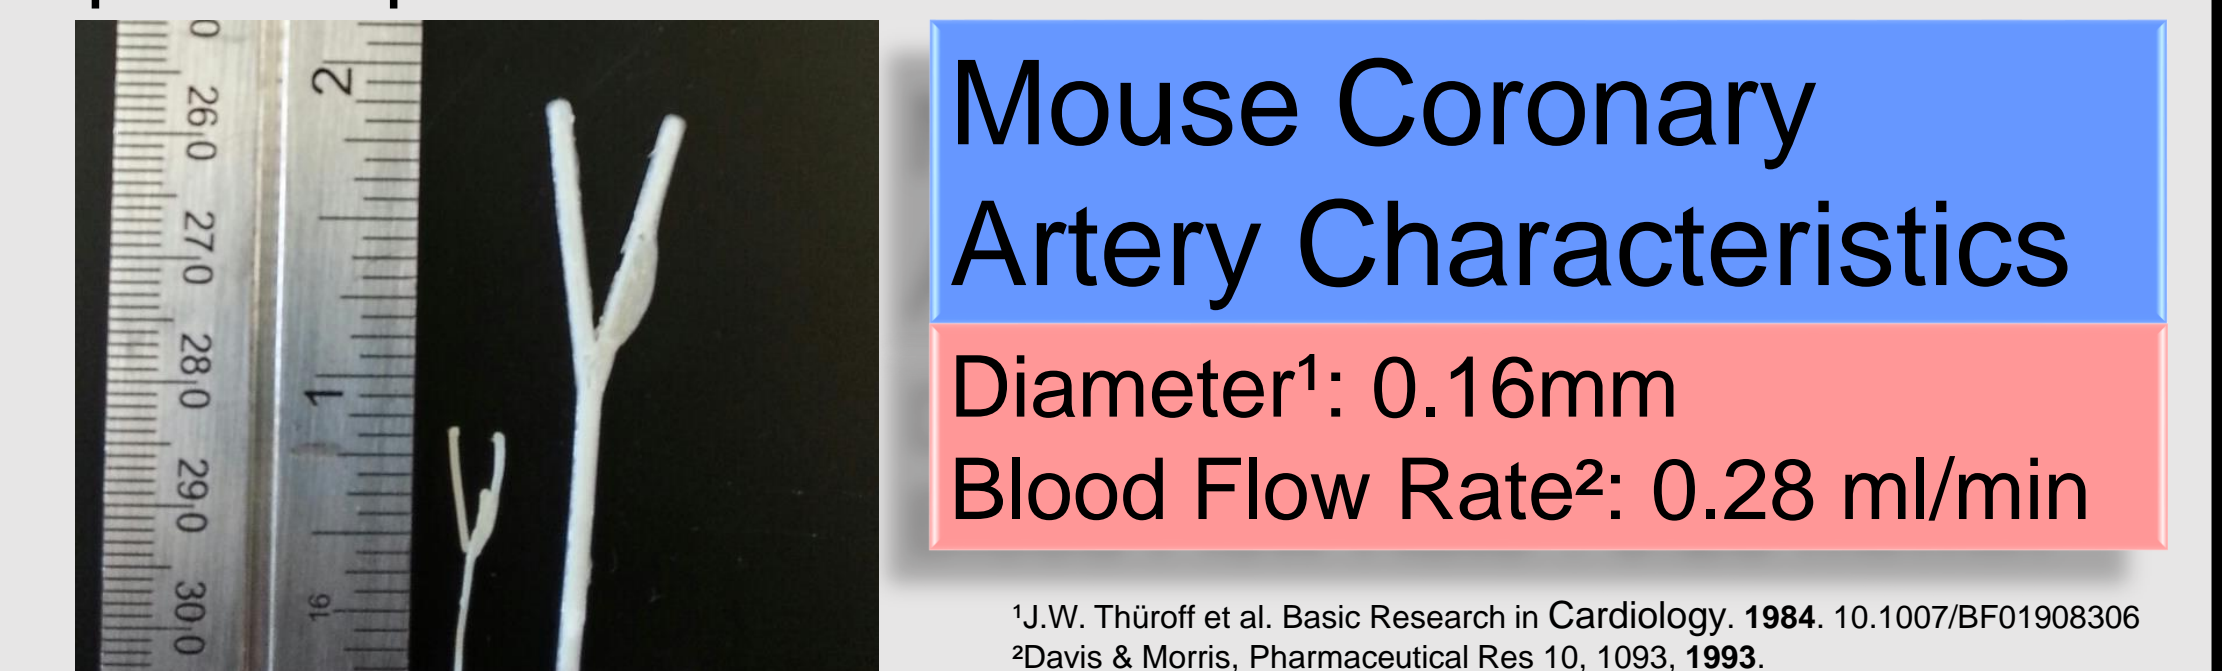 0
26,0
27,0
28,0
29,0
30,0
2
1
16
Mouse Coronary
Artery Characteristics
Diameter¹: 0.16mm
Blood Flow Rate²: 0.28 ml/min
¹J.W. Thüroff et al. Basic Research in Cardiology. 1984. 10.1007/BF01908306
²Davis & Morris, Pharmaceutical Res 10, 1093, 1993.